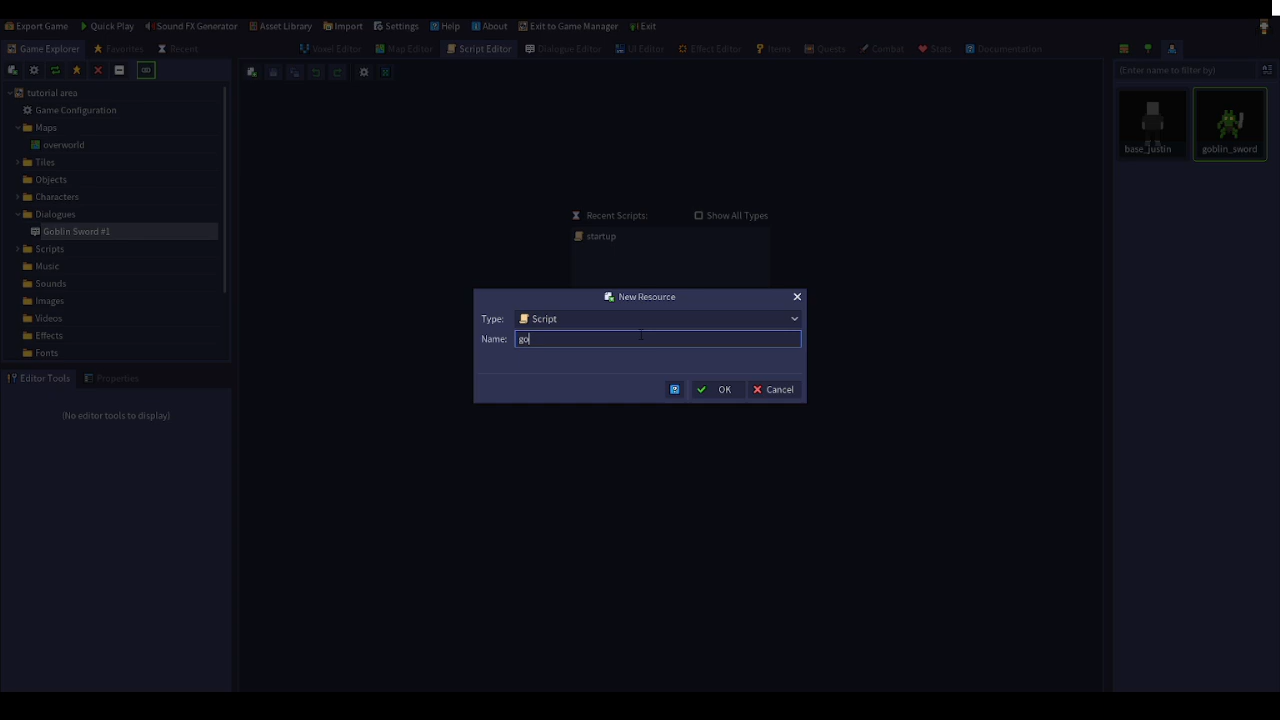 Export Game Quick Play Sound FX Generator Asset Library Import Settings Help About Exit to Game Manager Exit
Game Explorer Favorites Recent Voxel Editor Map Editor Script Editor Dialogue Editor UI Editor Effect Editor Items Quests Combat Stats Documentation
(Enter name to filter by)
tutorial area
Game Configuration
Maps
overworld
Tiles
Objects
Characters
Dialogues
Goblin Sword #1
Scripts
Music
Sounds
Images
Videos
Effects
Fonts
Editor Tools Properties
(No editor tools to display)
Recent Scripts: Show All Types
startup
New Resource
Type: Script
Name: go
OK Cancel
base_justin goblin_sword